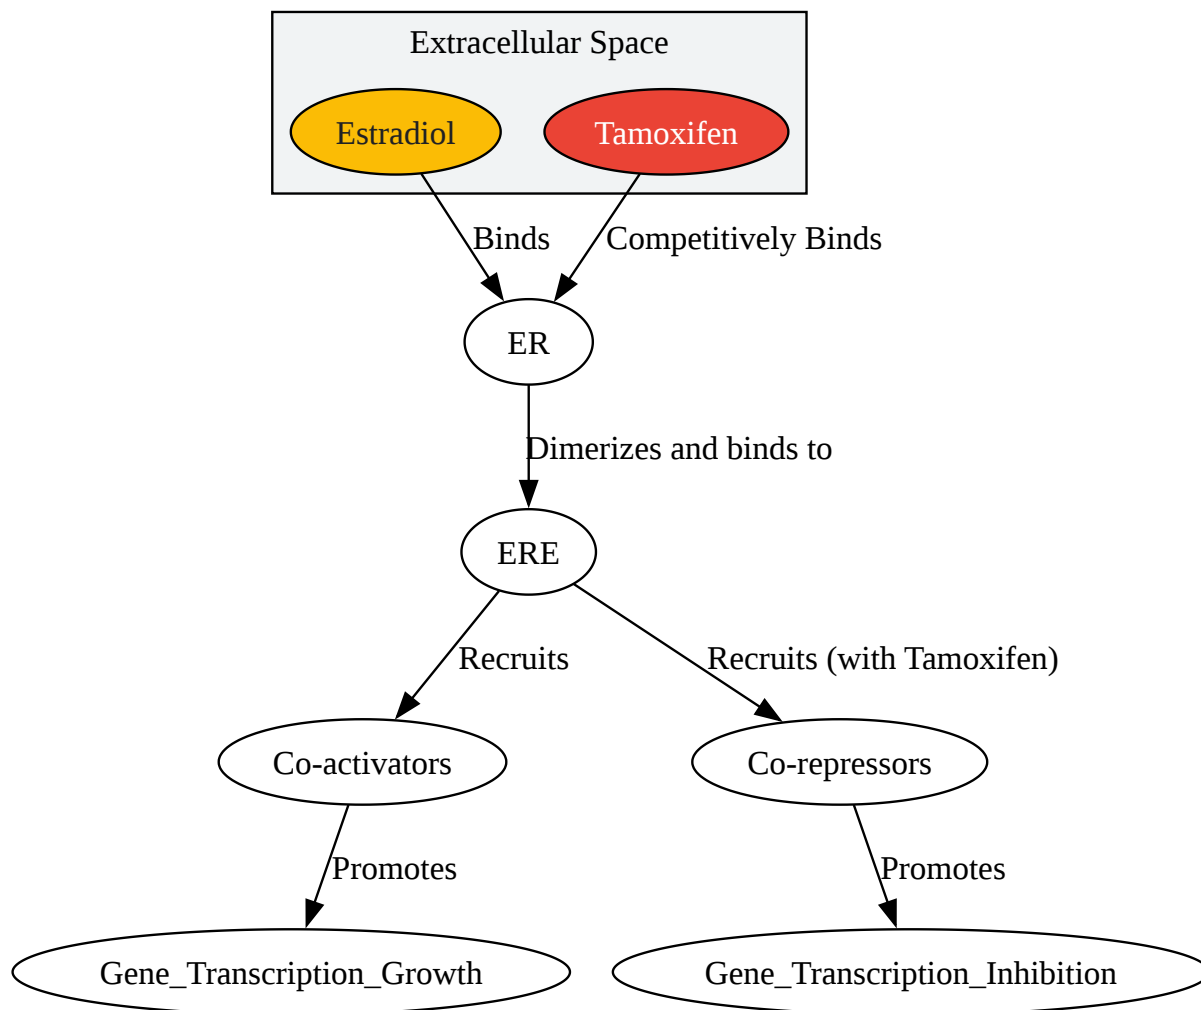 Extracellular Space
Estradiol
Tamoxifen
Binds
Competitively Binds
ER
Dimerizes and binds to
ERE
Recruits
Recruits (with Tamoxifen)
Co-activators
Co-repressors
Promotes
Promotes
Gene_Transcription_Growth
Gene_Transcription_Inhibition